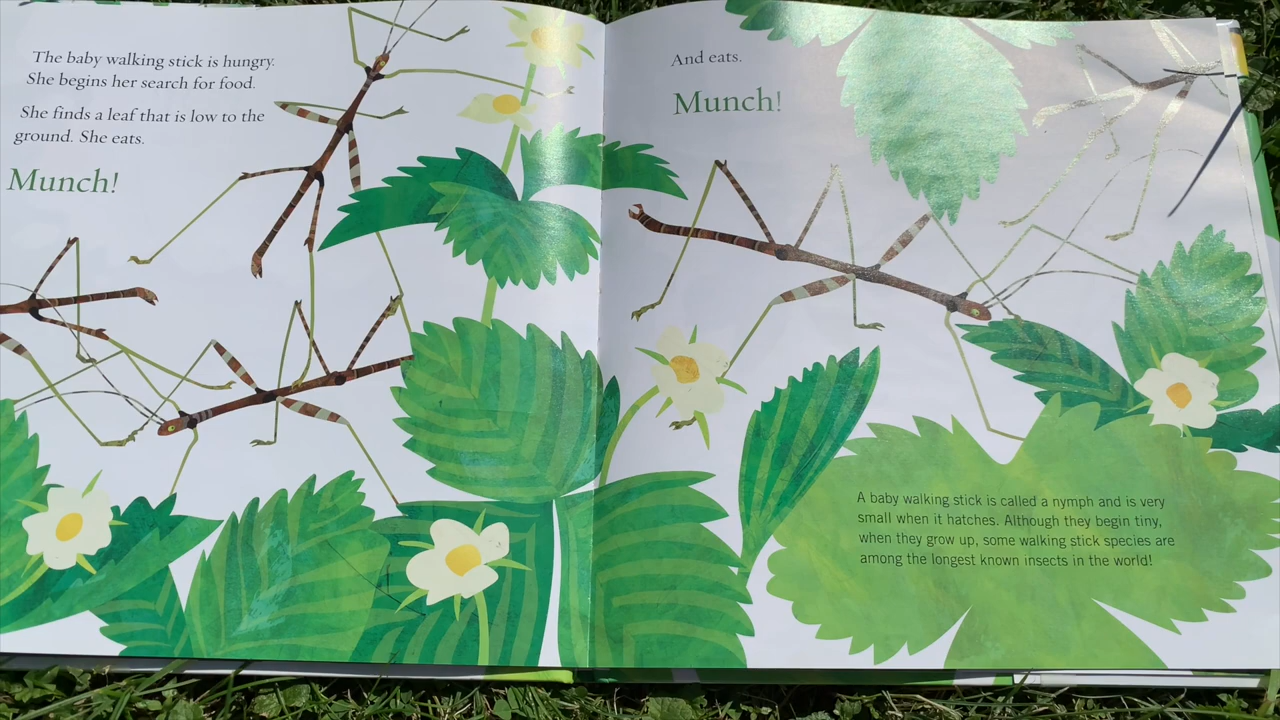 The baby walking stick is hungry.
She begins her search for food.
She finds a leaf that is low to the
ground. She eats.
Munch!
And eats.
Munch!
A baby walking stick is called a nymph and is very
small when it hatches. Although they begin tiny,
when they grow up, some walking stick species are
among the longest known insects in the world!